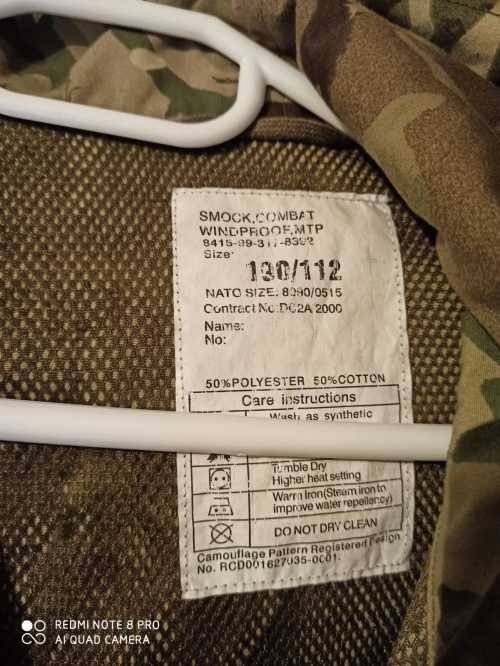 SMOCK,COMBAT
WINDPROOF,MTP
8415-99-317-8392
Size:
190/112
NATO SIZE: 8090/0515
Contract No:DC2A 2000
Name:
No:
50%POLYESTER 50%COTTON
Care instructions
Wash as synthetic
Tumble Dry
Higher heat setting
Warm Iron(Steam iron to
improve water repellency)
DO NOT DRY CLEAN
Camouflage Pattern Registered Design
No. RCD001627035-0001.
REDMI NOTE 8 PRO
AI QUAD CAMERA